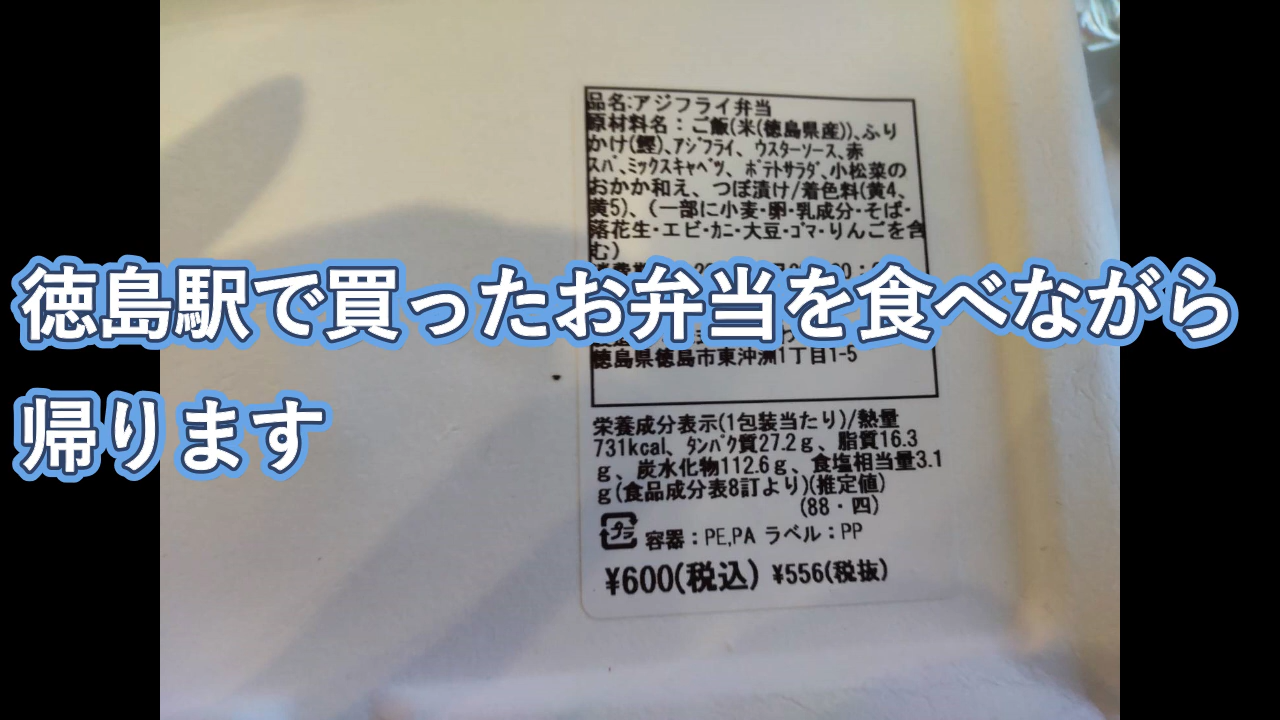 品名:アジフライ弁当
原材料名:ご飯(米(徳島県産))、ふり
かけ(鰹)、アジフライ、ウスターソース、赤
スパ、ミックスキャベツ、ポテトサラダ、小松菜の
おかか和え、つぼ漬け/着色料(黄4、
黄5)、(一部に小麦・卵・乳成分・そば・
落花生・エビ・カニ・大豆・ゴマ・りんごを含
む)
徳島駅で買ったお弁当を食べながら
徳島県徳島市東沖洲1丁目1-5
帰ります
栄養成分表示(1包装当たり)/熱量
731kcal、タンパク質27.2g、脂質16.3
g、炭水化物112.6g、食塩相当量3.1
g(食品成分表8訂より)(推定値)
(88・四)
プラ 容器:PE,PA ラベル:PP
¥600(税込) ¥556(税抜)